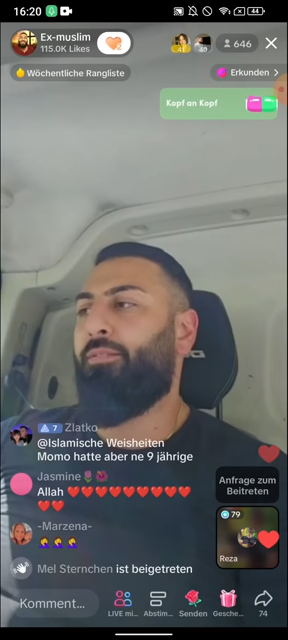 16:20
44
Ex-muslim
115.0K Likes
646
Wöchentliche Rangliste
Erkunden
Kopf an Kopf
7 Zlatko
@Islamische Weisheiten
Momo hatte aber ne 9 jährige
Jasmine
Allah
-Marzena-
Mel Sternchen ist beigetreten
Anfrage zum
Beitreten
79
Reza
Komment...
LIVE mi...
Abstim...
Senden
Gesche...
74